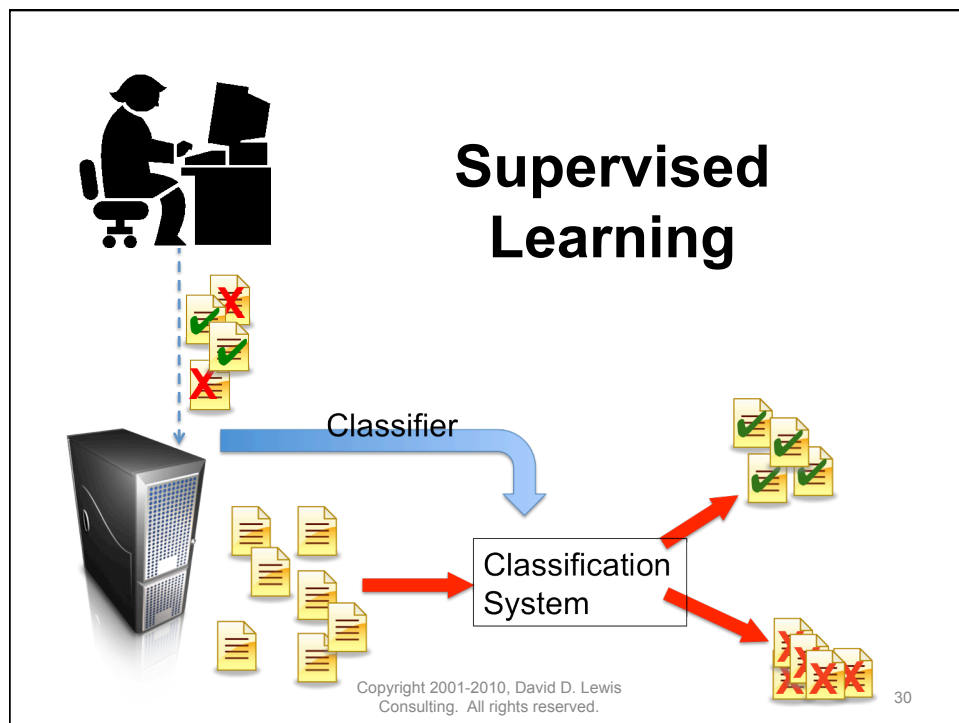 Supervised
Learning
Classifier
Classification
System
Copyright 2001-2010, David D. Lewis
Consulting.  All rights reserved.
30